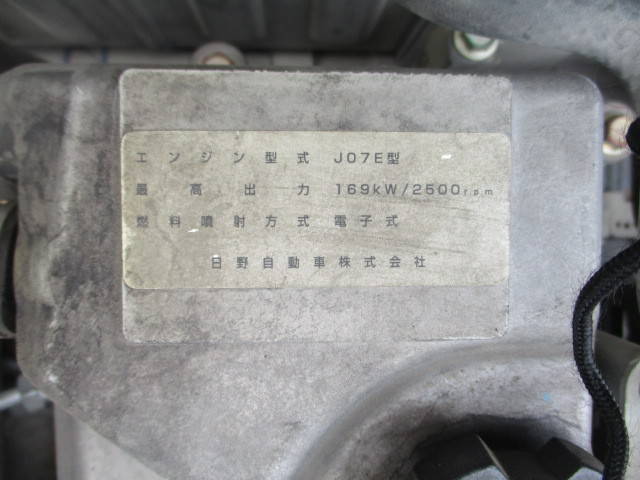 エンジン型式 J07E型
最高出力 169kW/2500rpm
燃料噴射方式 電子式
日野自動車株式会社